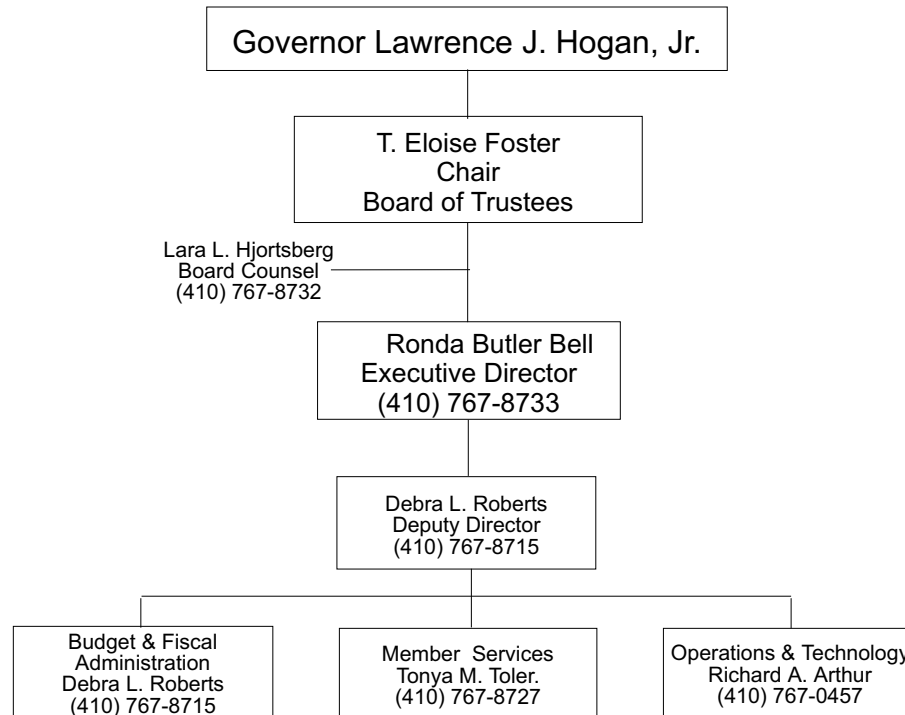 Governor Lawrence J. Hogan, Jr.
T. Eloise Foster
Chair
Board of Trustees
Lara L. Hjortsberg
Board Counsel
(410) 767-8732
Ronda Butler Bell
Executive Director
(410) 767-8733
Debra L. Roberts
Deputy Director
(410) 767-8715
Budget & Fiscal
Administration
Debra L. Roberts
(410) 767-8715
Member Services
Tonya M. Toler.
(410) 767-8727
Operations & Technology
Richard A. Arthur
(410) 767-0457